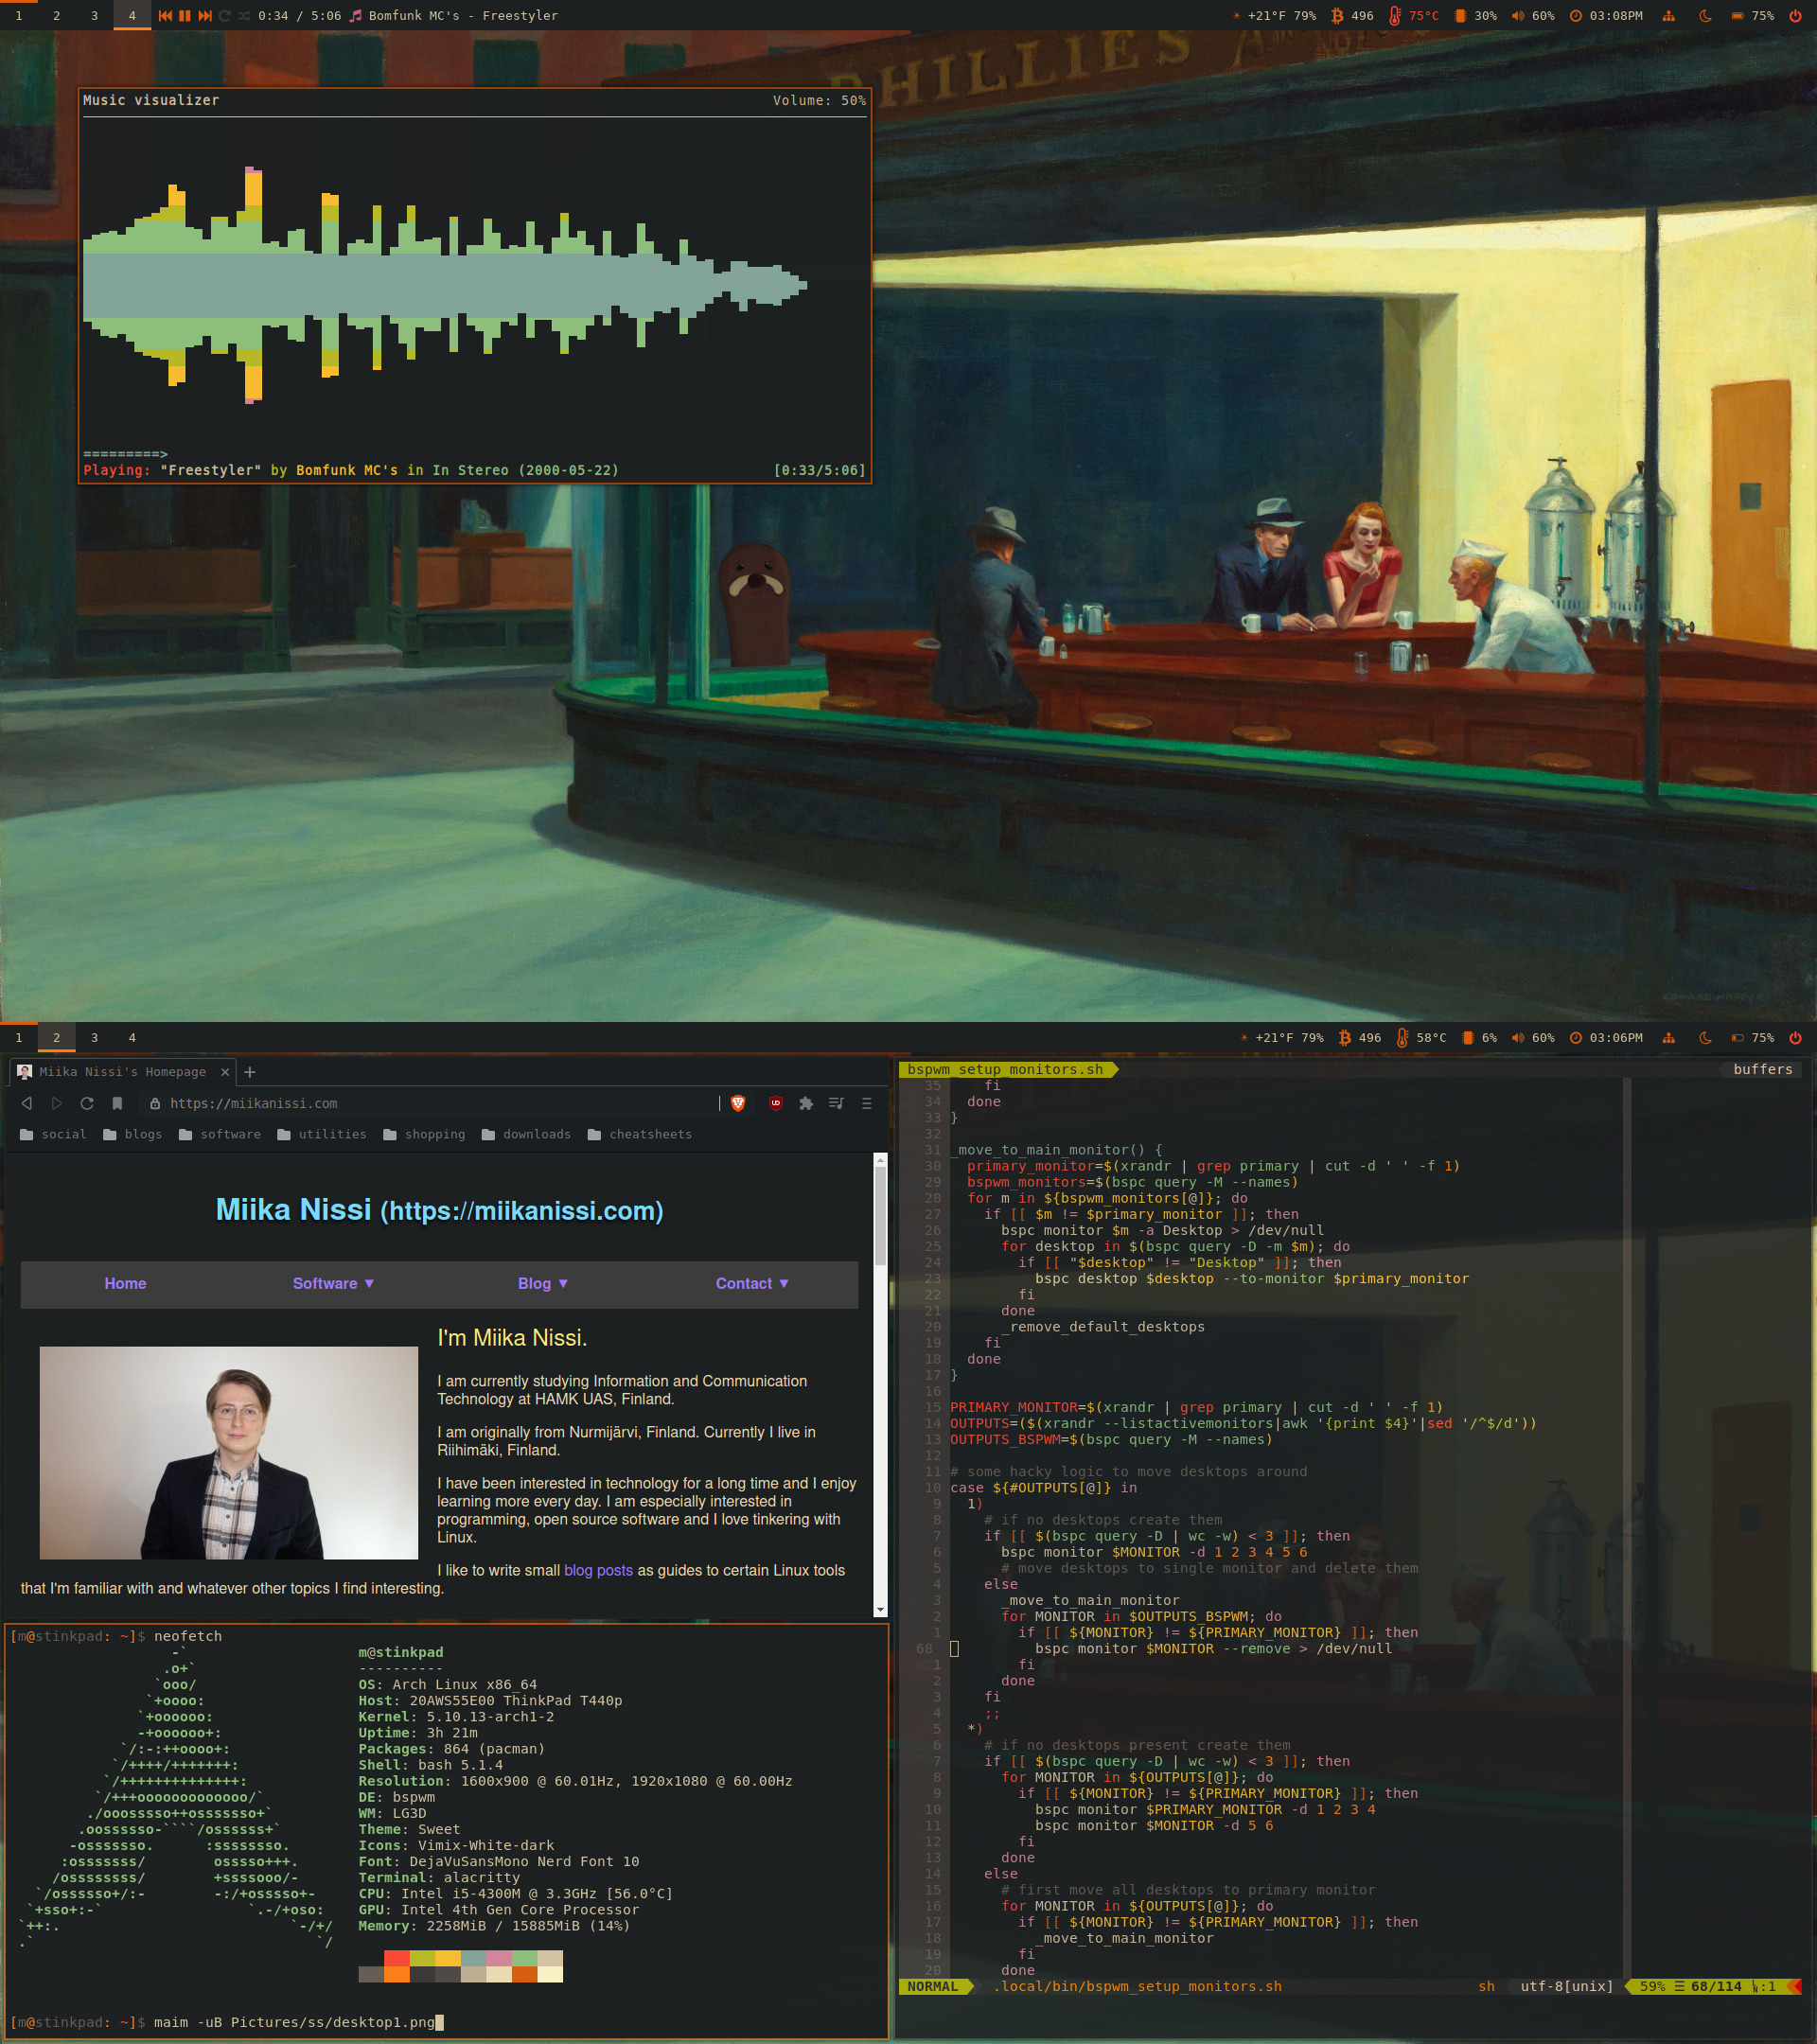 1 2 3 4 0:34 / 5:06 Bomfunk MC's - Freestyler +21°F 79% 496 75°C 30% 60% 03:08PM 75%
PHILLIES
Music visualizer Volume: 50%
=========>
Playing: "Freestyler" by Bomfunk MC's in In Stereo (2000-05-22) [0:33/5:06]
EDWARD HOPPER
1 2 3 4 +21°F 79% 496 58°C 6% 60% 03:06PM 75%
Miika Nissi's Homepage
https://miikanissi.com
social blogs software utilities shopping downloads cheatsheets
Miika Nissi (https://miikanissi.com)
Home Software ▼ Blog ▼ Contact ▼
I'm Miika Nissi.
I am currently studying Information and Communication
Technology at HAMK UAS, Finland.
I am originally from Nurmijärvi, Finland. Currently I live in
Riihimäki, Finland.
I have been interested in technology for a long time and I enjoy
learning more every day. I am especially interested in
programming, open source software and I love tinkering with
Linux.
I like to write small blog posts as guides to certain Linux tools
that I'm familiar with and whatever other topics I find interesting.
[m@stinkpad: ~]$ neofetch
-`
.o+`
`ooo/
`+oooo:
`+oooooo:
-+oooooo+:
`/:-:++oooo+:
`/++++/+++++++:
`/++++++++++++++:
`/+++ooooooooooooo/`
./ooosssso++osssssso+`
.oossssso-````/ossssss+`
-osssssso.      :ssssssso.
:osssssss/        osssso+++.
/ossssssss/        +ssssooo/-
`/ossssso+/:-        -:/+osssso+-
`+sso+:-`                 `.-/+oso:
`++:.                           `-/+/
.`                                 `/
m@stinkpad
----------
OS: Arch Linux x86_64
Host: 20AWS55E00 ThinkPad T440p
Kernel: 5.10.13-arch1-2
Uptime: 3h 21m
Packages: 864 (pacman)
Shell: bash 5.1.4
Resolution: 1600x900 @ 60.01Hz, 1920x1080 @ 60.00Hz
DE: bspwm
WM: LG3D
Theme: Sweet
Icons: Vimix-White-dark
Font: DejaVuSansMono Nerd Font 10
Terminal: alacritty
CPU: Intel i5-4300M @ 3.3GHz [56.0°C]
GPU: Intel 4th Gen Core Processor
Memory: 2258MiB / 15885MiB (14%)
[m@stinkpad: ~]$ maim -uB Pictures/ss/desktop1.png
bspwm_setup_monitors.sh buffers
35     fi
34   done
33 }
32
31 _move_to_main_monitor() {
30   primary_monitor=$(xrandr | grep primary | cut -d ' ' -f 1)
29   bspwm_monitors=$(bspc query -M --names)
28   for m in ${bspwm_monitors[@]}; do
27     if [[ $m != $primary_monitor ]]; then
26       bspc monitor $m -a Desktop > /dev/null
25       for desktop in $(bspc query -D -m $m); do
24         if [[ "$desktop" != "Desktop" ]]; then
23           bspc desktop $desktop --to-monitor $primary_monitor
22         fi
21       done
20       _remove_default_desktops
19     fi
18   done
17 }
16
15 PRIMARY_MONITOR=$(xrandr | grep primary | cut -d ' ' -f 1)
14 OUTPUTS=($(xrandr --listactivemonitors|awk '{print $4}'|sed '/^$/d'))
13 OUTPUTS_BSPWM=$(bspc query -M --names)
12
11 # some hacky logic to move desktops around
10 case ${#OUTPUTS[@]} in
9   1)
8     # if no desktops create them
7     if [[ $(bspc query -D | wc -w) < 3 ]]; then
6       bspc monitor $MONITOR -d 1 2 3 4 5 6
5       # move desktops to single monitor and delete them
4     else
3       _move_to_main_monitor
2       for MONITOR in $OUTPUTS_BSPWM; do
1         if [[ ${MONITOR} != ${PRIMARY_MONITOR} ]]; then
68           bspc monitor $MONITOR --remove > /dev/null
1         fi
2       done
3     fi
4     ;;
5   *)
6     # if no desktops present create them
7     if [[ $(bspc query -D | wc -w) < 3 ]]; then
8       for MONITOR in ${OUTPUTS[@]}; do
9         if [[ ${MONITOR} != ${PRIMARY_MONITOR} ]]; then
10           bspc monitor $PRIMARY_MONITOR -d 1 2 3 4
11           bspc monitor $MONITOR -d 5 6
12         fi
13       done
14     else
15       # first move all desktops to primary monitor
16       for MONITOR in ${OUTPUTS[@]}; do
17         if [[ ${MONITOR} != ${PRIMARY_MONITOR} ]]; then
18           _move_to_main_monitor
19         fi
20       done
NORMAL .local/bin/bspwm_setup_monitors.sh sh utf-8[unix] 59% ☰ 68/114 :1